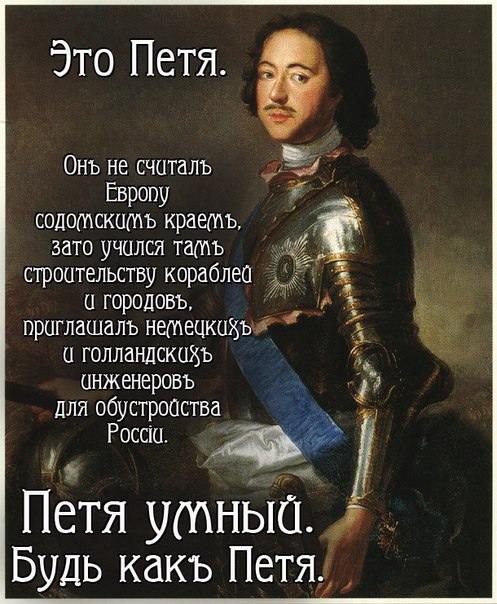 Это Петя.
Онъ не считалъ
Европу
содомскимъ краемъ,
зато учился тамъ
строительству кораблей
и городовъ,
приглашалъ немецкихъ
и голландскихъ
инженеровъ
для обустройства
Россіи.
Петя умный.
Будь какъ Петя.